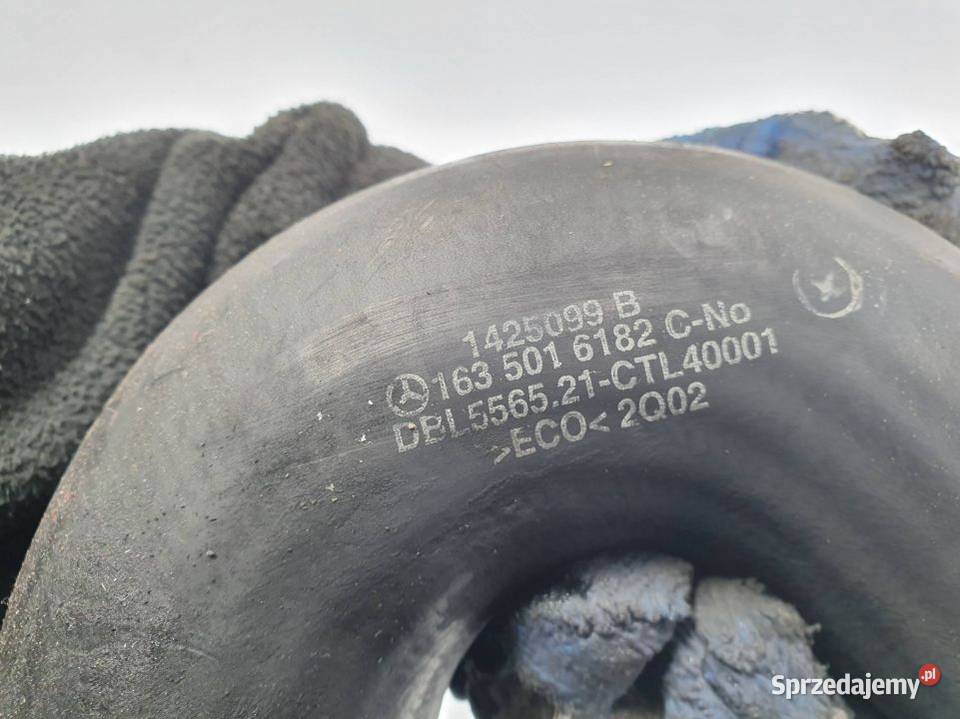 1425099 B
163 501 6182 C-No
DBL5565.21-CTL40001
>ECO< 2Q02
Sprzedajemy.pl